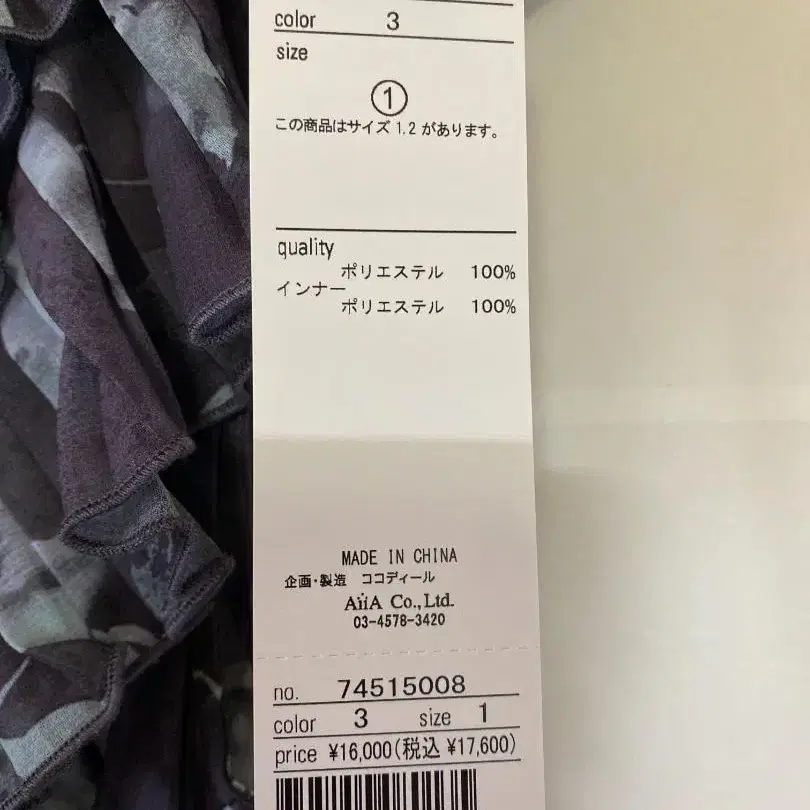 color 3
size
①
この商品はサイズ 1.2 があります。
quality
ポリエステル 100%
インナー
ポリエステル 100%
MADE IN CHINA
企画・製造 ココディール
AiiA Co.,Ltd.
03-4578-3420
no. 74515008
color 3 size 1
price ¥16,000(税込 ¥17,600)